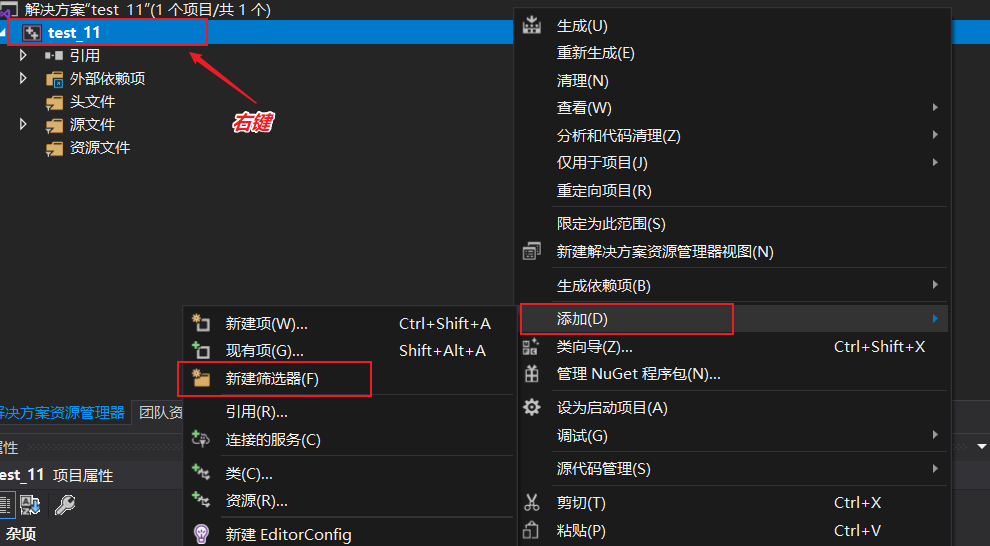 解决方案"test_11"(1 个项目/共 1 个)
test_11
引用
外部依赖项
头文件
源文件
资源文件
右键
生成(U)
重新生成(E)
清理(N)
查看(W)
分析和代码清理(Z)
仅用于项目(J)
重定向项目(R)
限定为此范围(S)
新建解决方案资源管理器视图(N)
生成依赖项(B)
添加(D)
类向导(Z)... Ctrl+Shift+X
管理 NuGet 程序包(N)...
设为启动项目(A)
调试(G)
源代码管理(S)
剪切(T) Ctrl+X
粘贴(P) Ctrl+V
新建项(W)... Ctrl+Shift+A
现有项(G)... Shift+Alt+A
新建筛选器(F)
引用(R)...
连接的服务(C)
类(C)...
资源(R)...
新建 EditorConfig
解决方案资源管理器 团队资
属性
test_11 项目属性
杂项